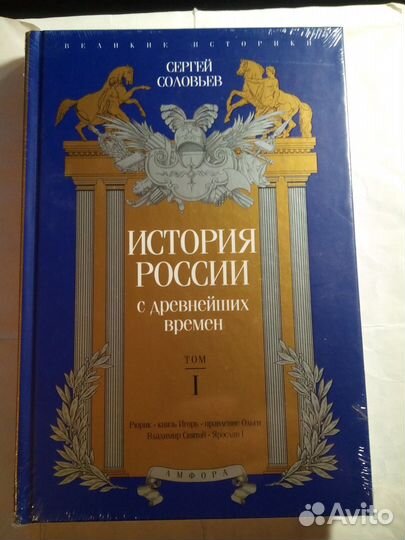 ВЕЛИКИЕ ИСТОРИКИ
СЕРГЕЙ
СОЛОВЬЕВ
ИСТОРИЯ
РОССИИ
с древнейших
времен
ТОМ
I
Рюрик • князь Игорь • правление Ольги
Владимир Святой • Ярослав I
АМФОРА
Avito